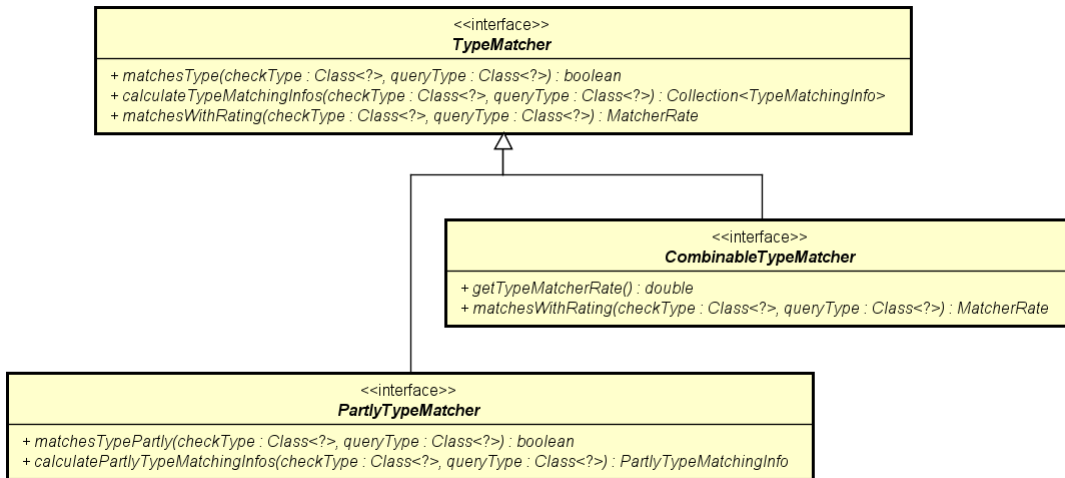 <<interface>>
TypeMatcher
+ matchesType(checkType : Class<?>, queryType : Class<?>) : boolean
+ calculateTypeMatchingInfos(checkType : Class<?>, queryType : Class<?>) : Collection<TypeMatchingInfo>
+ matchesWithRating(checkType : Class<?>, queryType : Class<?>) : MatcherRate
<<interface>>
CombinableTypeMatcher
+ getTypeMatcherRate() : double
+ matchesWithRating(checkType : Class<?>, queryType : Class<?>) : MatcherRate
<<interface>>
PartlyTypeMatcher
+ matchesTypePartly(checkType : Class<?>, queryType : Class<?>) : boolean
+ calculatePartlyTypeMatchingInfos(checkType : Class<?>, queryType : Class<?>) : PartlyTypeMatchingInfo